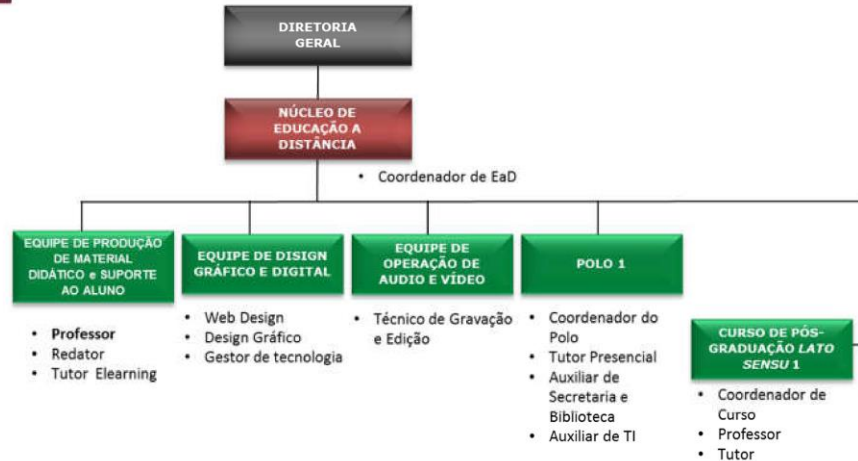 DIRETORIA
GERAL
NÚCLEO DE
EDUCAÇÃO A
DISTÂNCIA
• Coordenador de EaD
EQUIPE DE PRODUÇÃO
DE MATERIAL
DIDÁTICO e SUPORTE
AO ALUNO
• Professor
• Redator
• Tutor Elearning
EQUIPE DE DISIGN
GRÁFICO E DIGITAL
• Web Design
• Design Gráfico
• Gestor de tecnologia
EQUIPE DE
OPERAÇÃO DE
AUDIO E VÍDEO
• Técnico de Gravação
e Edição
POLO 1
• Coordenador do
Polo
• Tutor Presencial
• Auxiliar de
Secretaria e
Biblioteca
• Auxiliar de TI
CURSO DE PÓS-
GRADUAÇÃO LATO
SENSU 1
• Coordenador de
Curso
• Professor
• Tutor